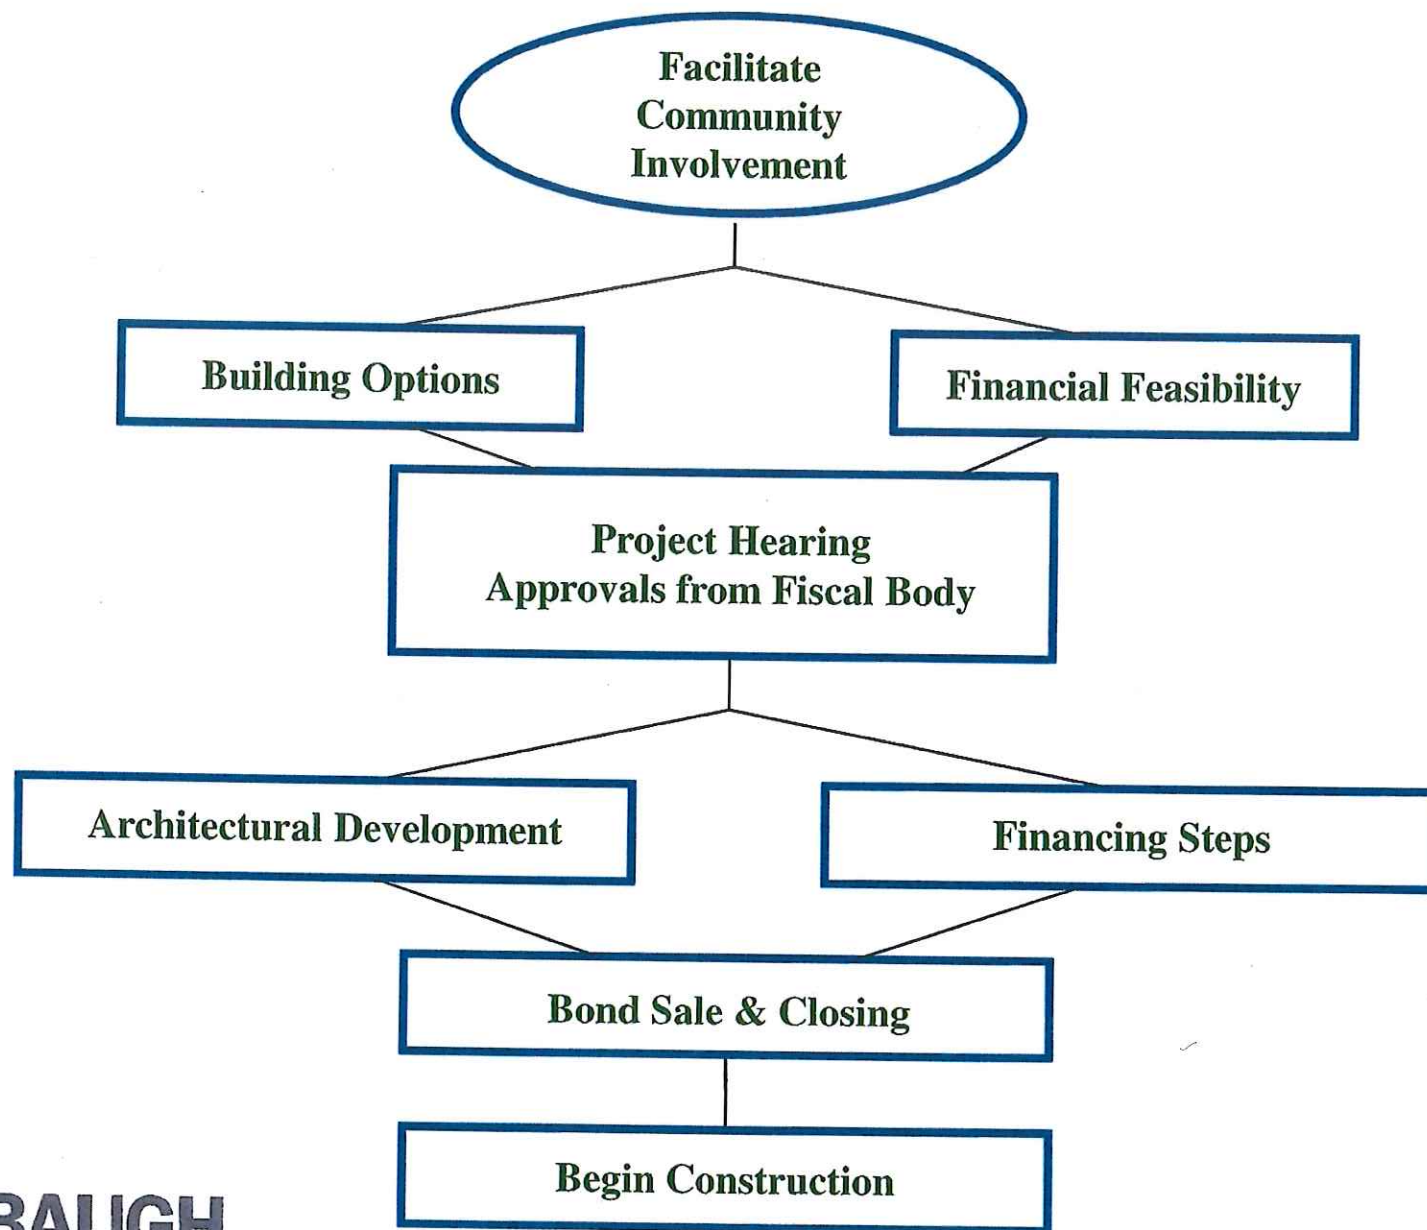 Facilitate
Community
Involvement
Building Options
Financial Feasibility
Project Hearing
Approvals from Fiscal Body
Architectural Development
Financing Steps
Bond Sale & Closing
Begin Construction